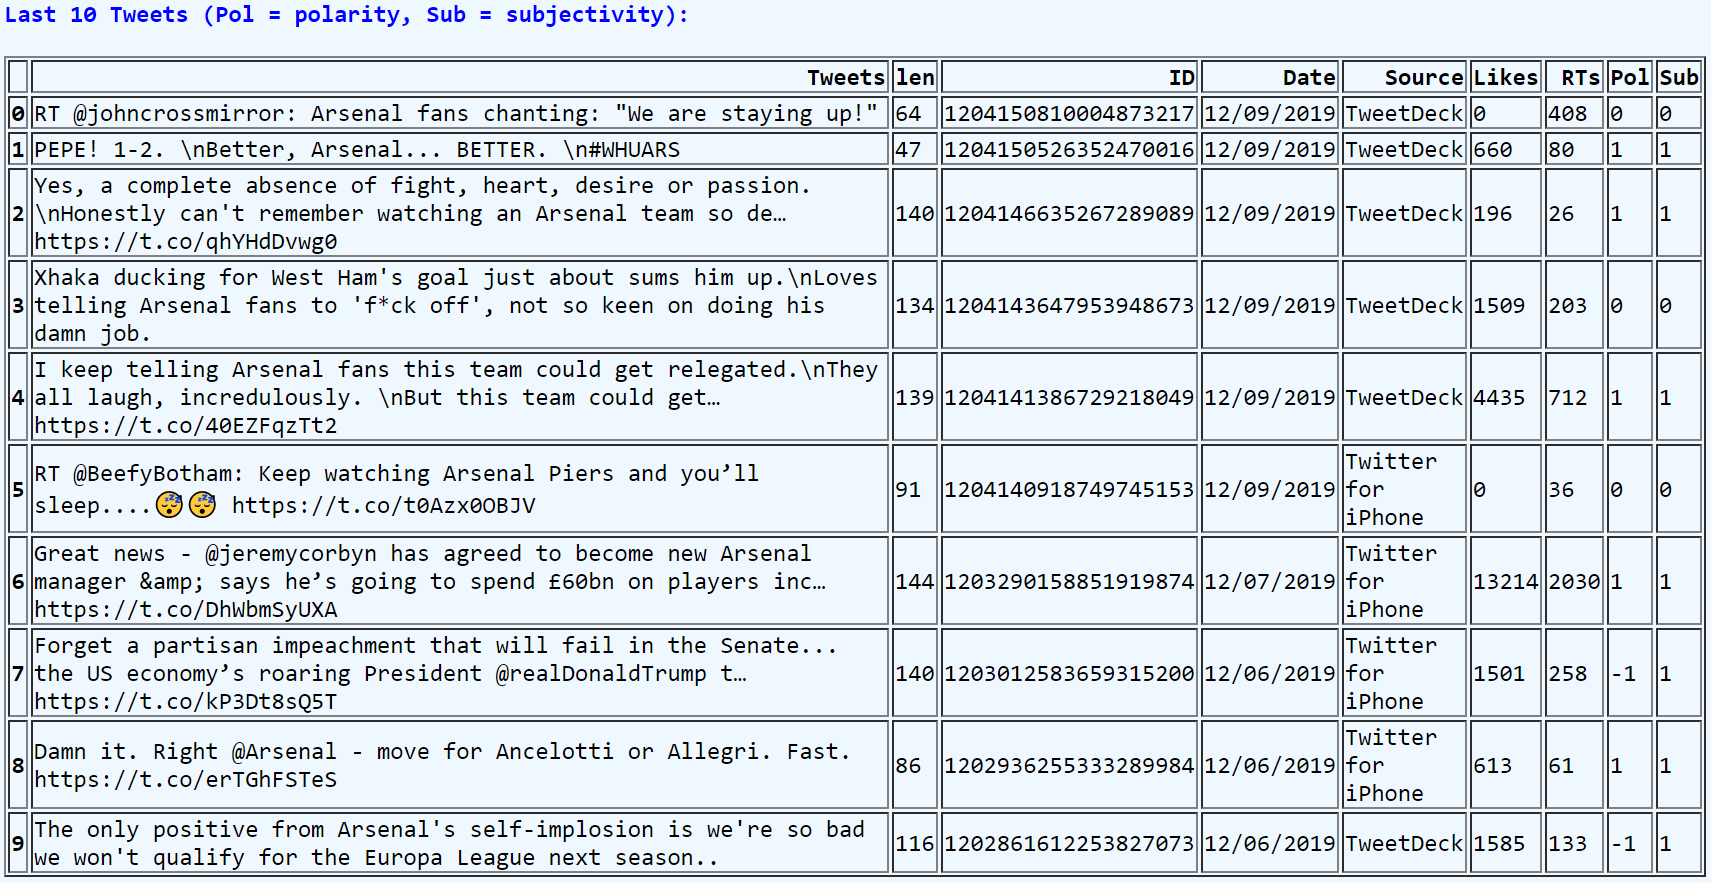 Last 10 Tweets (Pol = polarity, Sub = subjectivity):
Tweets len ID Date Source Likes RTs Pol Sub
0 RT @johncrossmirror: Arsenal fans chanting: "We are staying up!" 64 1204150810004873217 12/09/2019 TweetDeck 0 408 0 0
1 PEPE! 1-2. \nBetter, Arsenal... BETTER. \n#WHUARS 47 1204150526352470016 12/09/2019 TweetDeck 660 80 1 1
Yes, a complete absence of fight, heart, desire or passion.
2 \nHonestly can't remember watching an Arsenal team so de… 140 1204146635267289089 12/09/2019 TweetDeck 196 26 1 1
https://t.co/qhYHdDvwg0
Xhaka ducking for West Ham's goal just about sums him up.\nLoves
3 telling Arsenal fans to 'f*ck off', not so keen on doing his 134 1204143647953948673 12/09/2019 TweetDeck 1509 203 0 0
damn job.
I keep telling Arsenal fans this team could get relegated.\nThey
4 all laugh, incredulously. \nBut this team could get… 139 1204141386729218049 12/09/2019 TweetDeck 4435 712 1 1
https://t.co/40EZFqzTt2
RT @BeefyBotham: Keep watching Arsenal Piers and you’ll
sleep....😴😴 https://t.co/t0Azx0OBJV
5 91 1204140918749745153 12/09/2019 Twitter for iPhone 0 36 0 0
Great news - @jeremycorbyn has agreed to become new Arsenal
6 manager &amp; says he’s going to spend £60bn on players inc… 144 1203290158851919874 12/07/2019 Twitter for iPhone 13214 2030 1 1
https://t.co/DhWbmSyUXA
Forget a partisan impeachment that will fail in the Senate...
7 the US economy’s roaring President @realDonaldTrump t… 140 1203012583659315200 12/06/2019 Twitter for iPhone 1501 258 -1 1
https://t.co/kP3Dt8sQ5T
Damn it. Right @Arsenal - move for Ancelotti or Allegri. Fast.
https://t.co/erTGhFSTeS
8 86 1202936255333289984 12/06/2019 Twitter for iPhone 613 61 1 1
The only positive from Arsenal's self-implosion is we're so bad
we won't qualify for the Europa League next season..
9 116 1202861612253827073 12/06/2019 TweetDeck 1585 133 -1 1